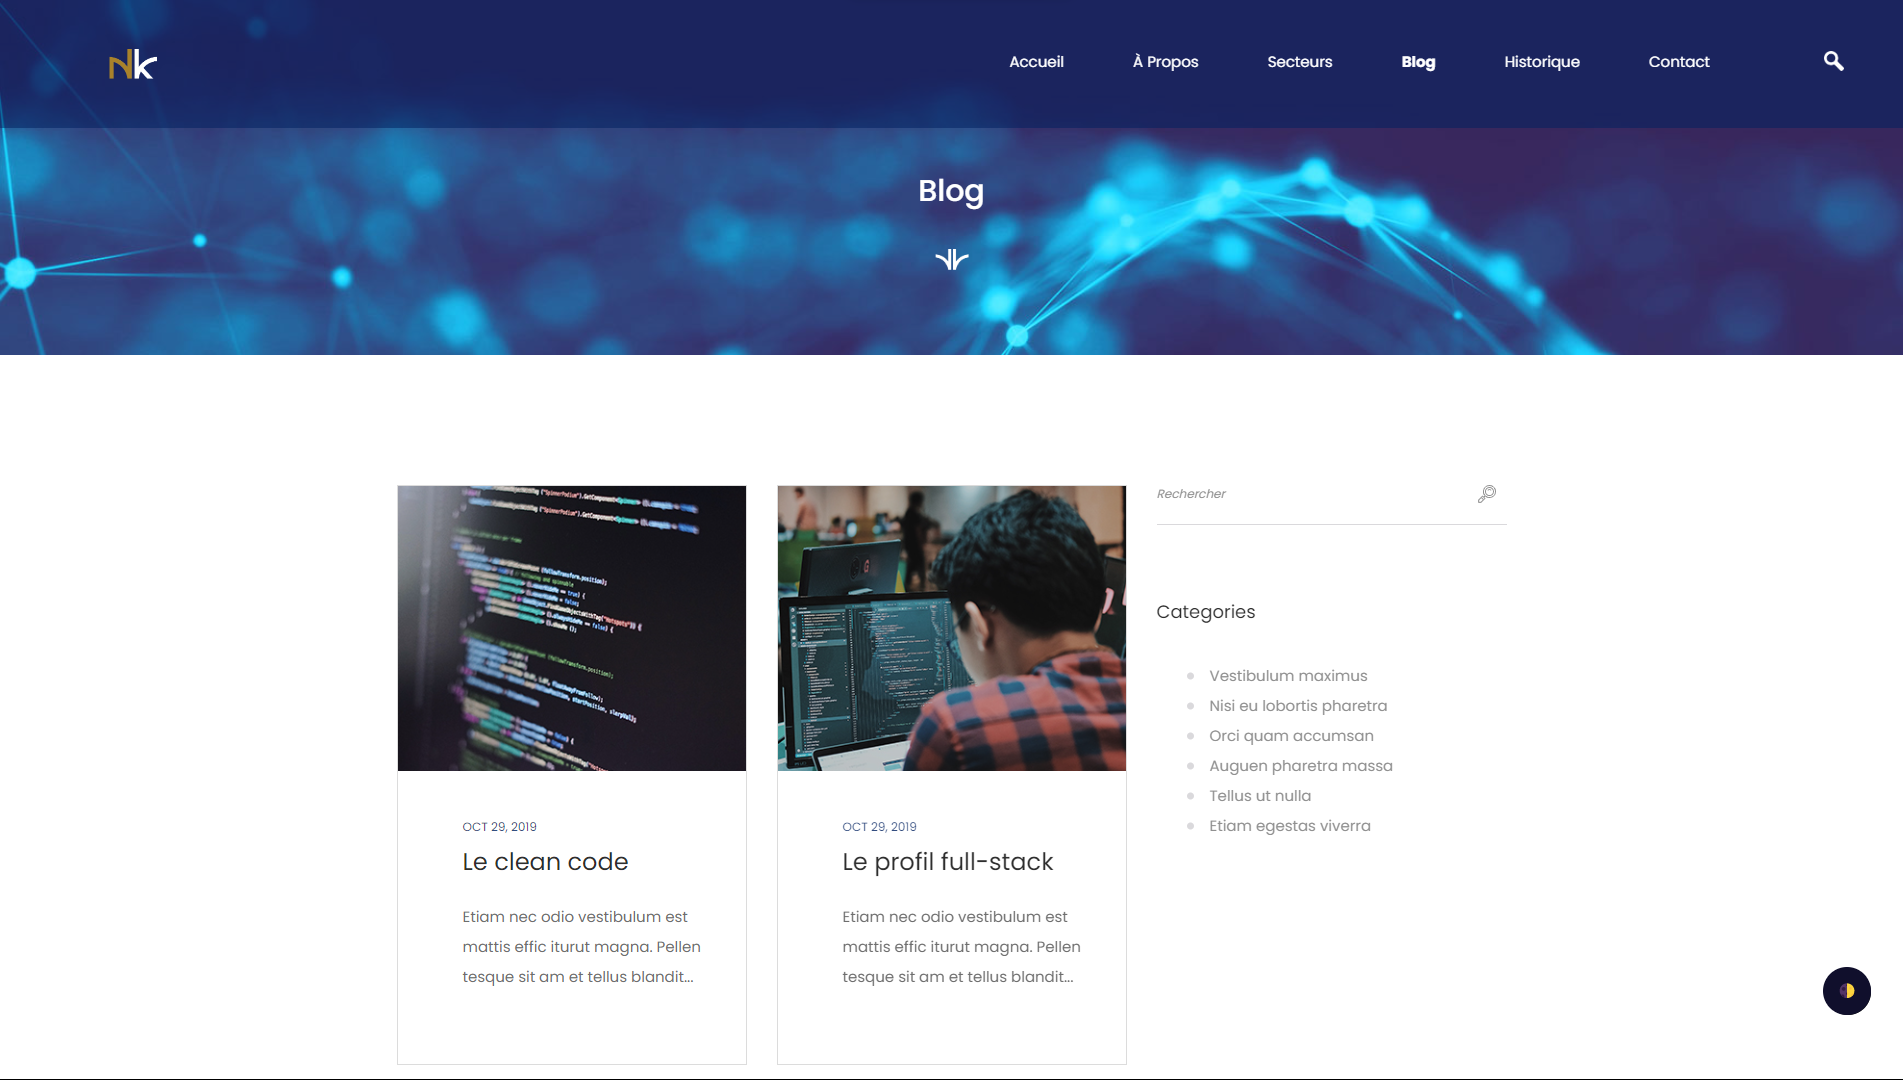 Nk
Accueil
À Propos
Secteurs
Blog
Historique
Contact
Blog
Rechercher
Categories
Vestibulum maximus
Nisi eu lobortis pharetra
Orci quam accumsan
Auguen pharetra massa
Tellus ut nulla
Etiam egestas viverra
OCT 29, 2019
Le clean code
Etiam nec odio vestibulum est
mattis effic iturut magna. Pellen
tesque sit am et tellus blandit...
OCT 29, 2019
Le profil full-stack
Etiam nec odio vestibulum est
mattis effic iturut magna. Pellen
tesque sit am et tellus blandit...